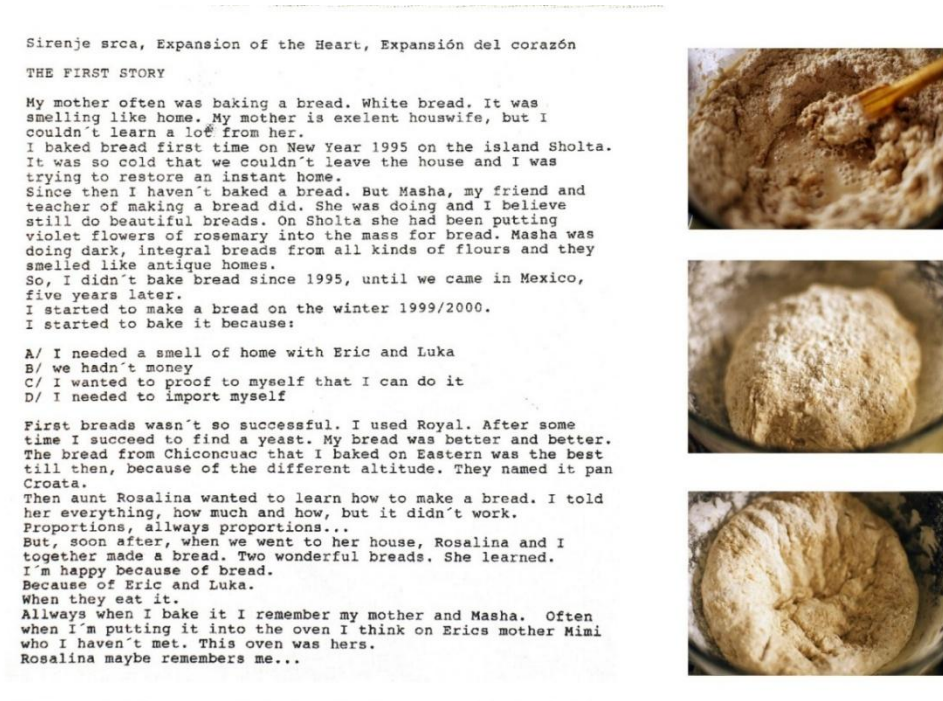 Sirenje srca, Expansion of the Heart, Expansión del corazón
THE FIRST STORY
My mother often was baking a bread. White bread. It was
smelling like home. My mother is exelent houswife, but I
couldn´t learn a lot from her.
I baked bread first time on New Year 1995 on the island Sholta.
It was so cold that we couldn´t leave the house and I was
trying to restore an instant home.
Since then I haven´t baked a bread. But Masha, my friend and
teacher of making a bread did. She was doing and I believe
still do beautiful breads. On Sholta she had been putting
violet flowers of rosemary into the mass for bread. Masha was
doing dark, integral breads from all kinds of flours and they
smelled like antique homes.
So, I didn´t bake bread since 1995, until we came in Mexico,
five years later.
I started to make a bread on the winter 1999/2000.
I started to bake it because:
A/ I needed a smell of home with Eric and Luka
B/ we hadn´t money
C/ I wanted to proof to myself that I can do it
D/ I needed to import myself
First breads wasn´t so successful. I used Royal. After some
time I succeed to find a yeast. My bread was better and better.
The bread from Chiconcuac that I baked on Eastern was the best
till then, because of the different altitude. They named it pan
Croata.
Then aunt Rosalina wanted to learn how to make a bread. I told
her everything, how much and how, but it didn´t work.
Proportions, allways proportions...
But, soon after, when we went to her house, Rosalina and I
together made a bread. Two wonderful breads. She learned.
I´m happy because of bread.
Because of Eric and Luka.
When they eat it.
Allways when I bake it I remember my mother and Masha.  Often
when I´m putting it into the oven I think on Erics mother Mimi
who I haven´t met. This oven was hers.
Rosalina maybe remembers me...